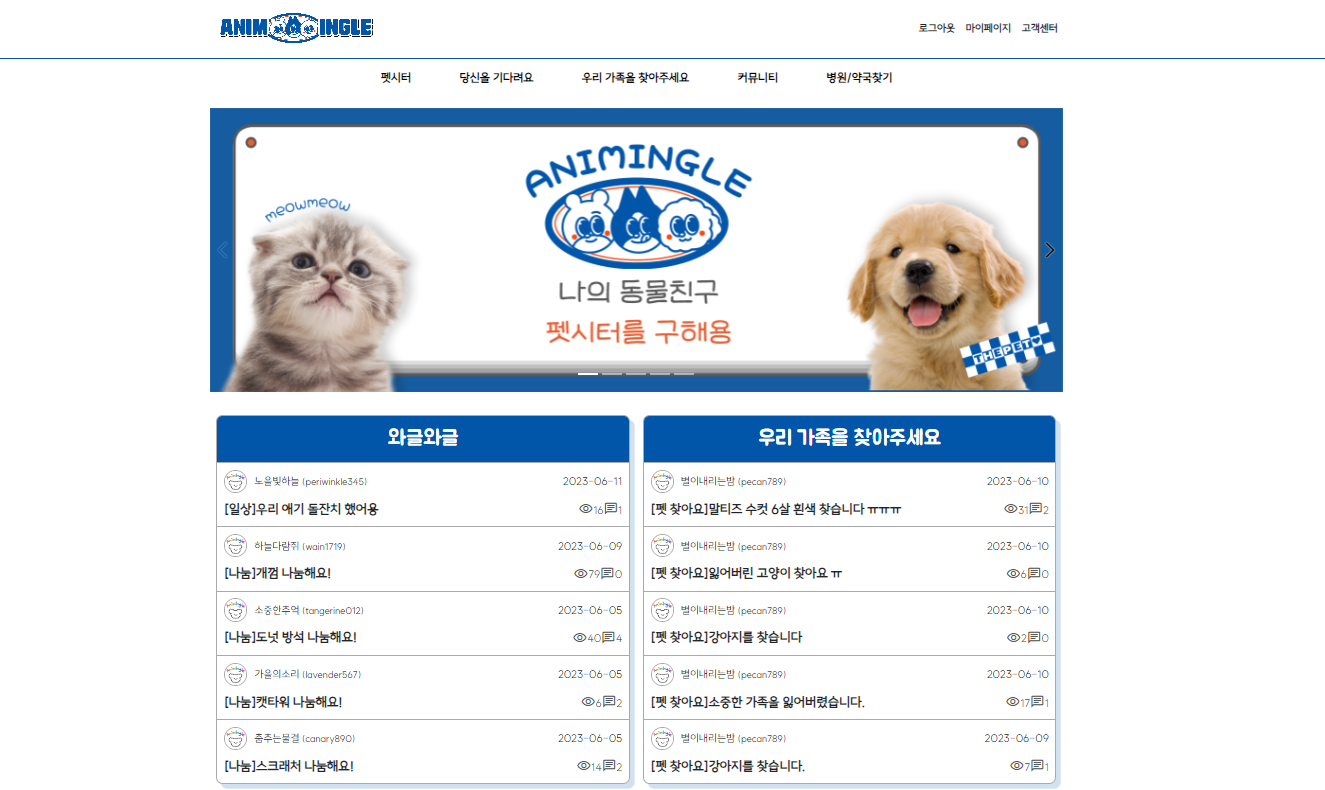 ANIMINGLE
로그아웃 마이페이지 고객센터
펫시터 당신을 기다려요 우리 가족을 찾아주세요 커뮤니티 병원/약국찾기
ANIMINGLE
meowmeow
나의 동물친구
펫시터를 구해용
THEPET
와글와글
노을빛하늘 (periwinkle345) 2023-06-11
[일상]우리 애기 돌잔치 했어용 16 1
하늘다람쥐 (wain1719) 2023-06-09
[나눔]개껌 나눔해요! 79 0
소중한추억 (tangerine012) 2023-06-05
[나눔]도넛 방석 나눔해요! 40 4
가을의소리 (lavender567) 2023-06-05
[나눔]캣타워 나눔해요! 6 2
춤추는물결 (canary890) 2023-06-05
[나눔]스크래처 나눔해요! 14 2
우리 가족을 찾아주세요
별이내리는밤 (pecan789) 2023-06-10
[펫 찾아요]말티즈 수컷 6살 흰색 찾습니다 ㅠㅠㅠ 31 2
별이내리는밤 (pecan789) 2023-06-10
[펫 찾아요]잃어버린 고양이 찾아요 ㅠ 6 0
별이내리는밤 (pecan789) 2023-06-10
[펫 찾아요]강아지를 찾습니다 2 0
별이내리는밤 (pecan789) 2023-06-10
[펫 찾아요]소중한 가족을 잃어버렸습니다. 17 1
별이내리는밤 (pecan789) 2023-06-09
[펫 찾아요]강아지를 찾습니다. 7 1